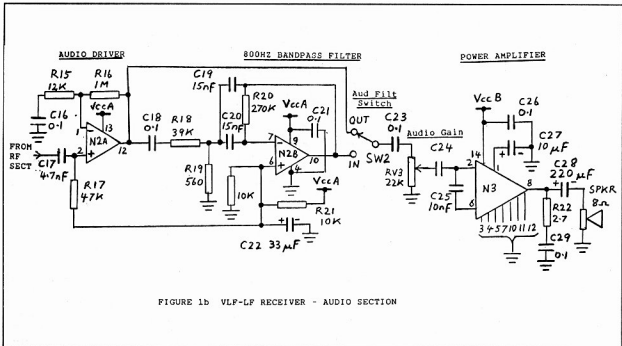 AUDIO DRIVER
800HZ BANDPASS FILTER
POWER AMPLIFIER
R15
12K
R16
1M
VccA
C16
0.1
1
13
N2A
12
2
FROM
RF
SECT
C17
4.7nF
R17
47K
C18
0.1
R18
39K
R19
560
C19
15nF
C20
15nF
R20
270K
VccA
C21
0.1
7
9
N2B
10
6
4
10K
VccA
R21
10K
C22 33µF
Aud Filt
Switch
OUT
IN
SW2
C23
0.1
Audio Gain
RV3
22K
C24
C25
10nF
VccB
C26
0.1
C27
10
µF
14
2
1
N3
8
6
3 4 5 7 10 11 12
C28
220µF
R22
2.7
C29
0.1
SPKR
8Ω
FIGURE 1b VLF-LF RECEIVER - AUDIO SECTION